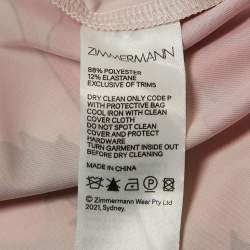 ZIMMERMANN
88% POLYESTER
12% ELASTANE
EXCLUSIVE OF TRIMS
DRY CLEAN ONLY CODE P
WITH PROTECTIVE BAG
COOL IRON WITH CLEAN
COVER CLOTH
DO NOT SPOT CLEAN
COVER AND PROTECT
HARDWARE
TURN GARMENT INSIDE OUT
BEFORE DRY CLEANING
MADE IN CHINA
P
© Zimmermann Wear Pty Ltd
2021, Sydney.